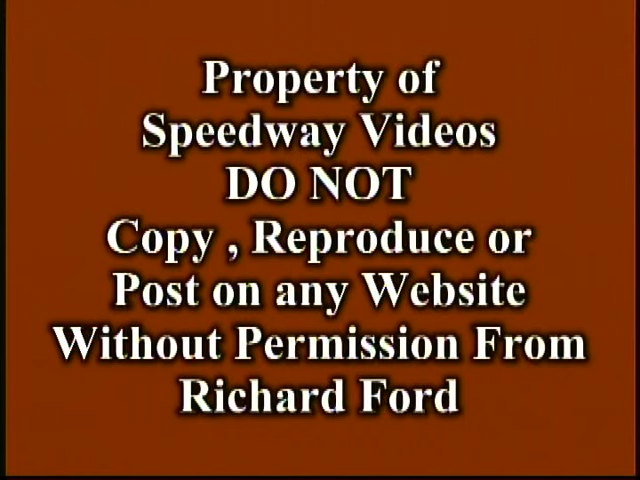 Property of
Speedway Videos
DO NOT
Copy , Reproduce or
Post on any Website
Without Permission From
Richard Ford